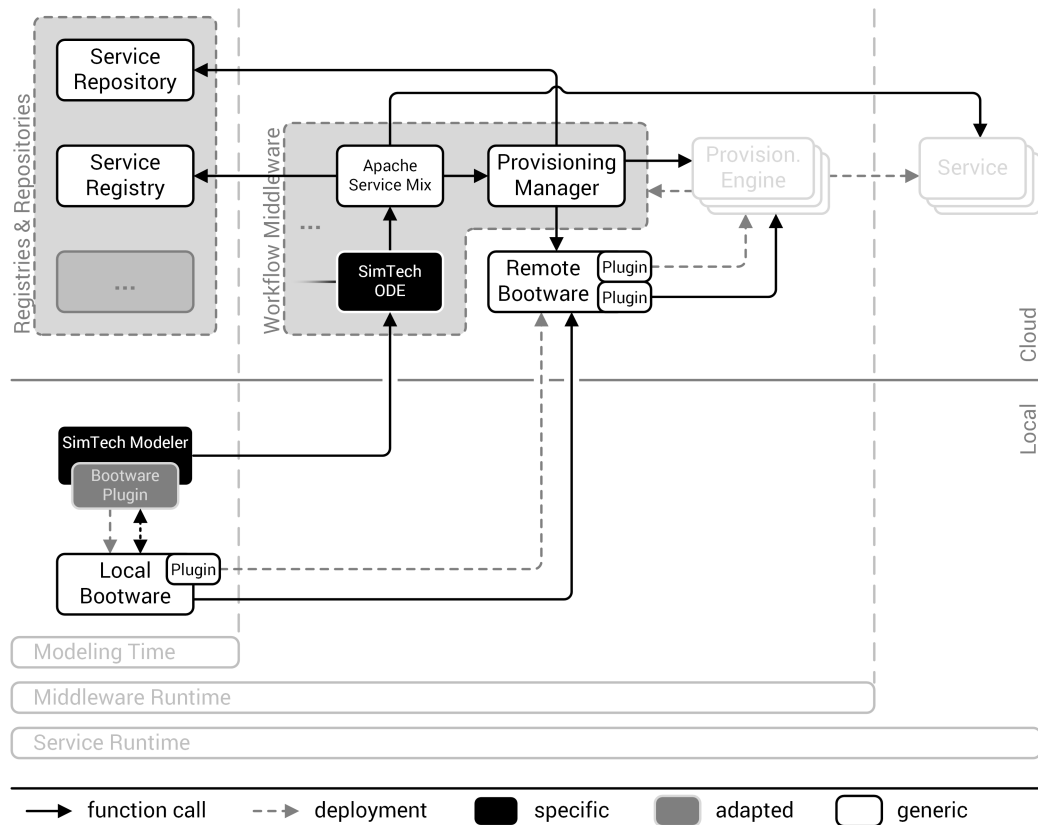 Registries & Repositories
Service
Repository
Service
Registry
...
Workflow Middleware
Apache
Service Mix
Provisioning
Manager
Provision.
Engine
Service
...
SimTech
ODE
Remote
Bootware
Plugin
Plugin
Cloud
Local
SimTech Modeler
Bootware
Plugin
Local
Bootware
Plugin
Modeling Time
Middleware Runtime
Service Runtime
function call
deployment
specific
adapted
generic